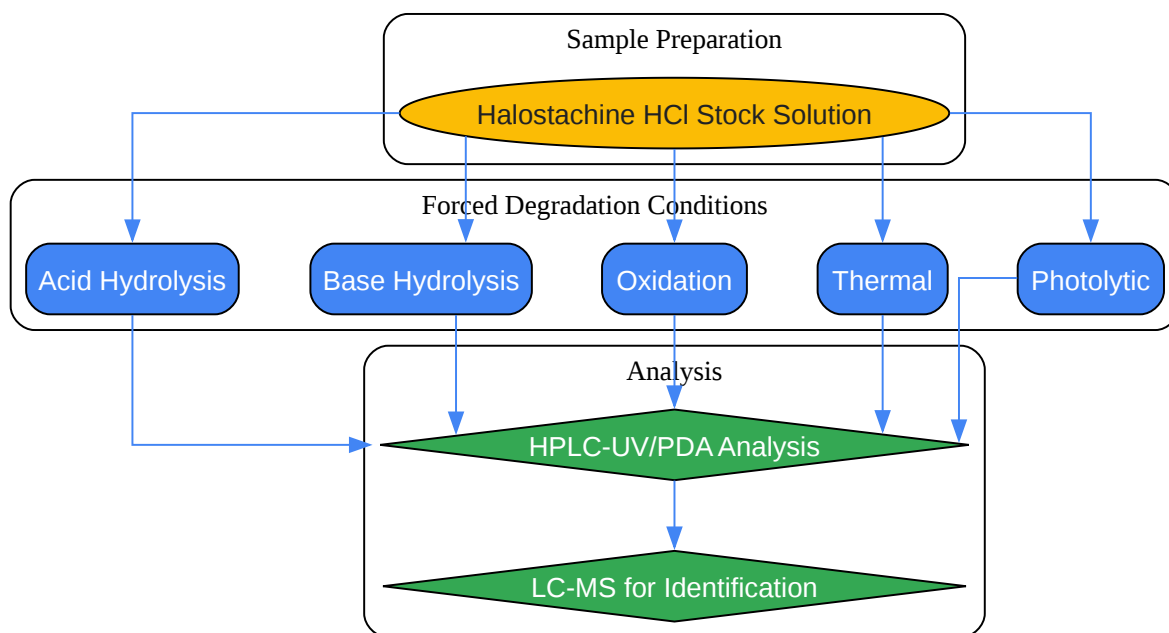 Sample Preparation
Halostachine HCl Stock Solution
Forced Degradation Conditions
Acid Hydrolysis
Base Hydrolysis
Oxidation
Thermal
Photolytic
Analysis
HPLC-UV/PDA Analysis
LC-MS for Identification